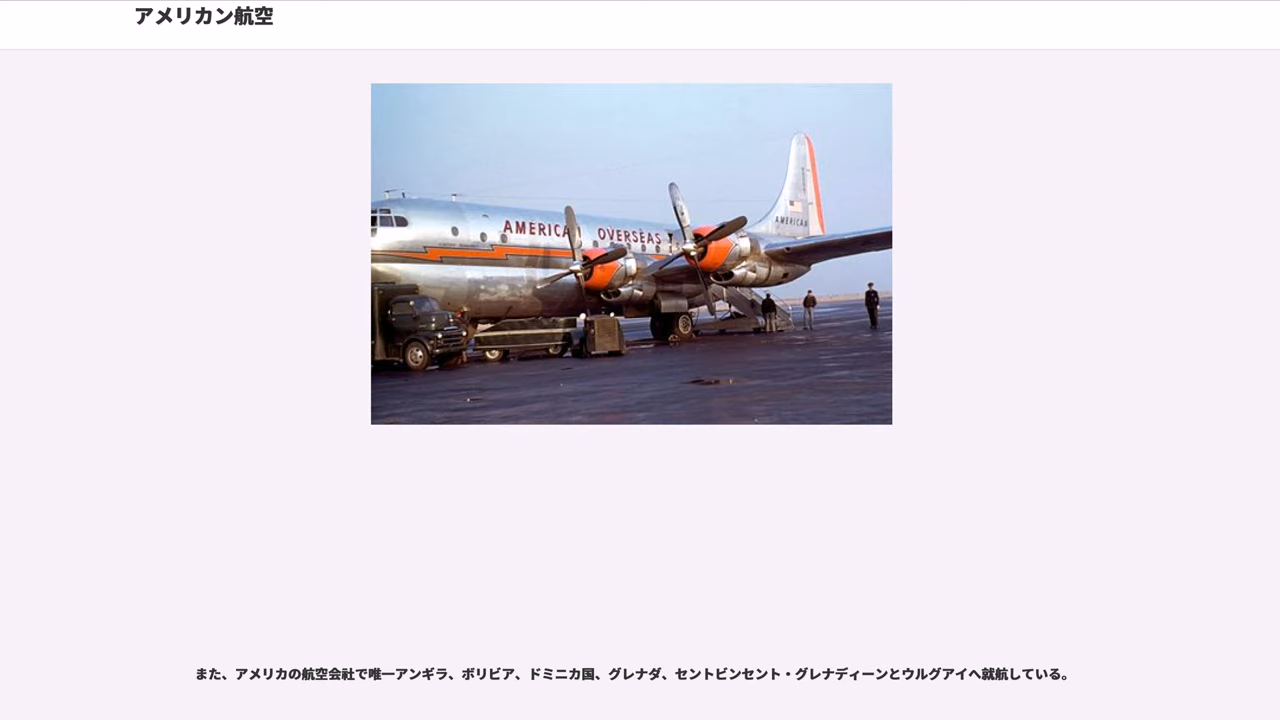 アメリカン航空
AMERICAN OVERSEAS
AMERICAN
また、アメリカの航空会社で唯一アンギラ、ボリビア、ドミニカ国、グレナダ、セントビンセント・グレナディーンとウルグアイへ就航している。